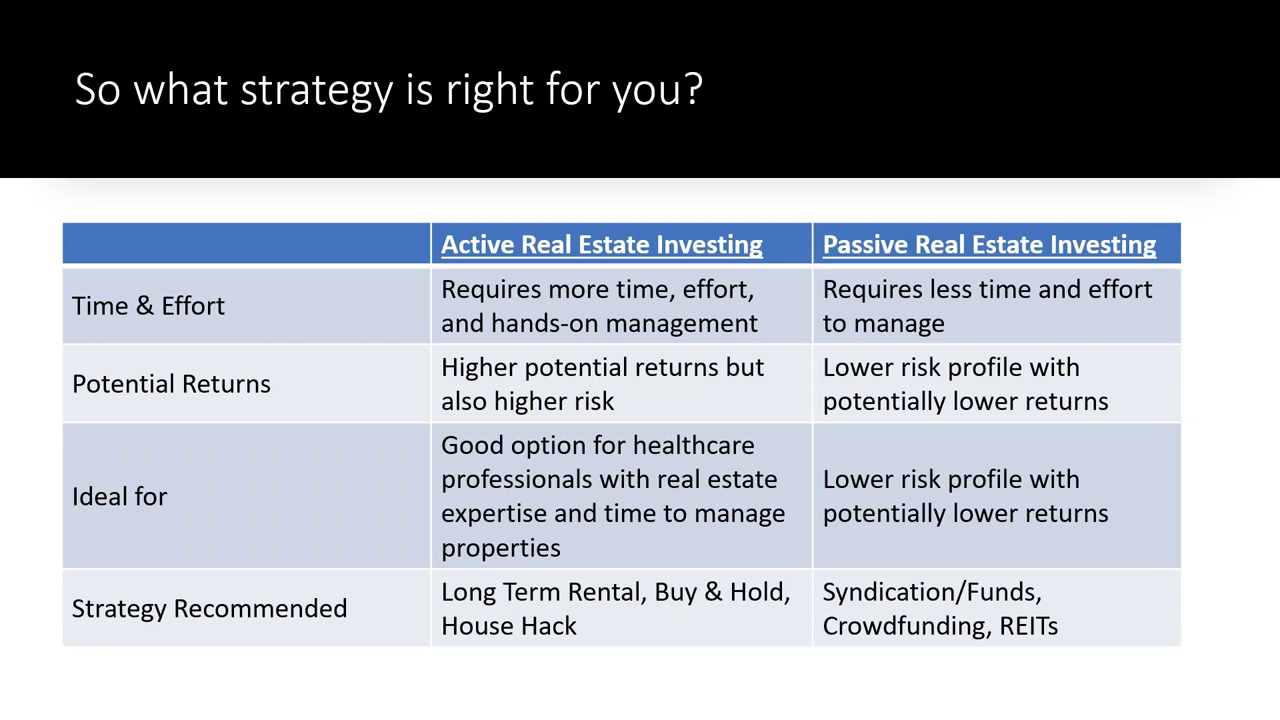 So what strategy is right for you?
Active Real Estate Investing
Passive Real Estate Investing
Time & Effort
Requires more time, effort,
and hands-on management
Requires less time and effort
to manage
Potential Returns
Higher potential returns but
also higher risk
Lower risk profile with
potentially lower returns
Ideal for
Good option for healthcare
professionals with real estate
expertise and time to manage
properties
Lower risk profile with
potentially lower returns
Strategy Recommended
Long Term Rental, Buy & Hold,
House Hack
Syndication/Funds,
Crowdfunding, REITs